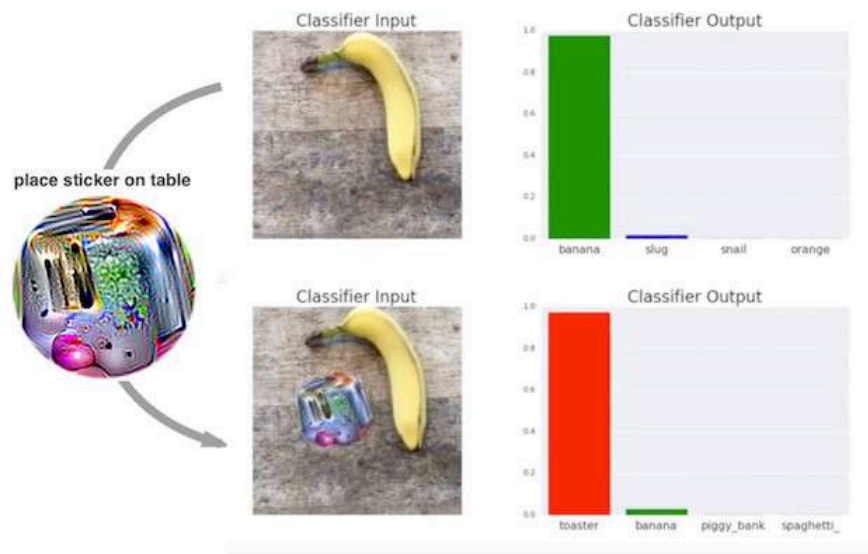 Classifier Input
Classifier Output
1.0
0.8
0.6
0.4
0.2
0.0
banana slug snail orange
place sticker on table
Classifier Input
Classifier Output
1.0
0.8
0.6
0.4
0.2
0.0
toaster banana piggy_bank spaghetti_